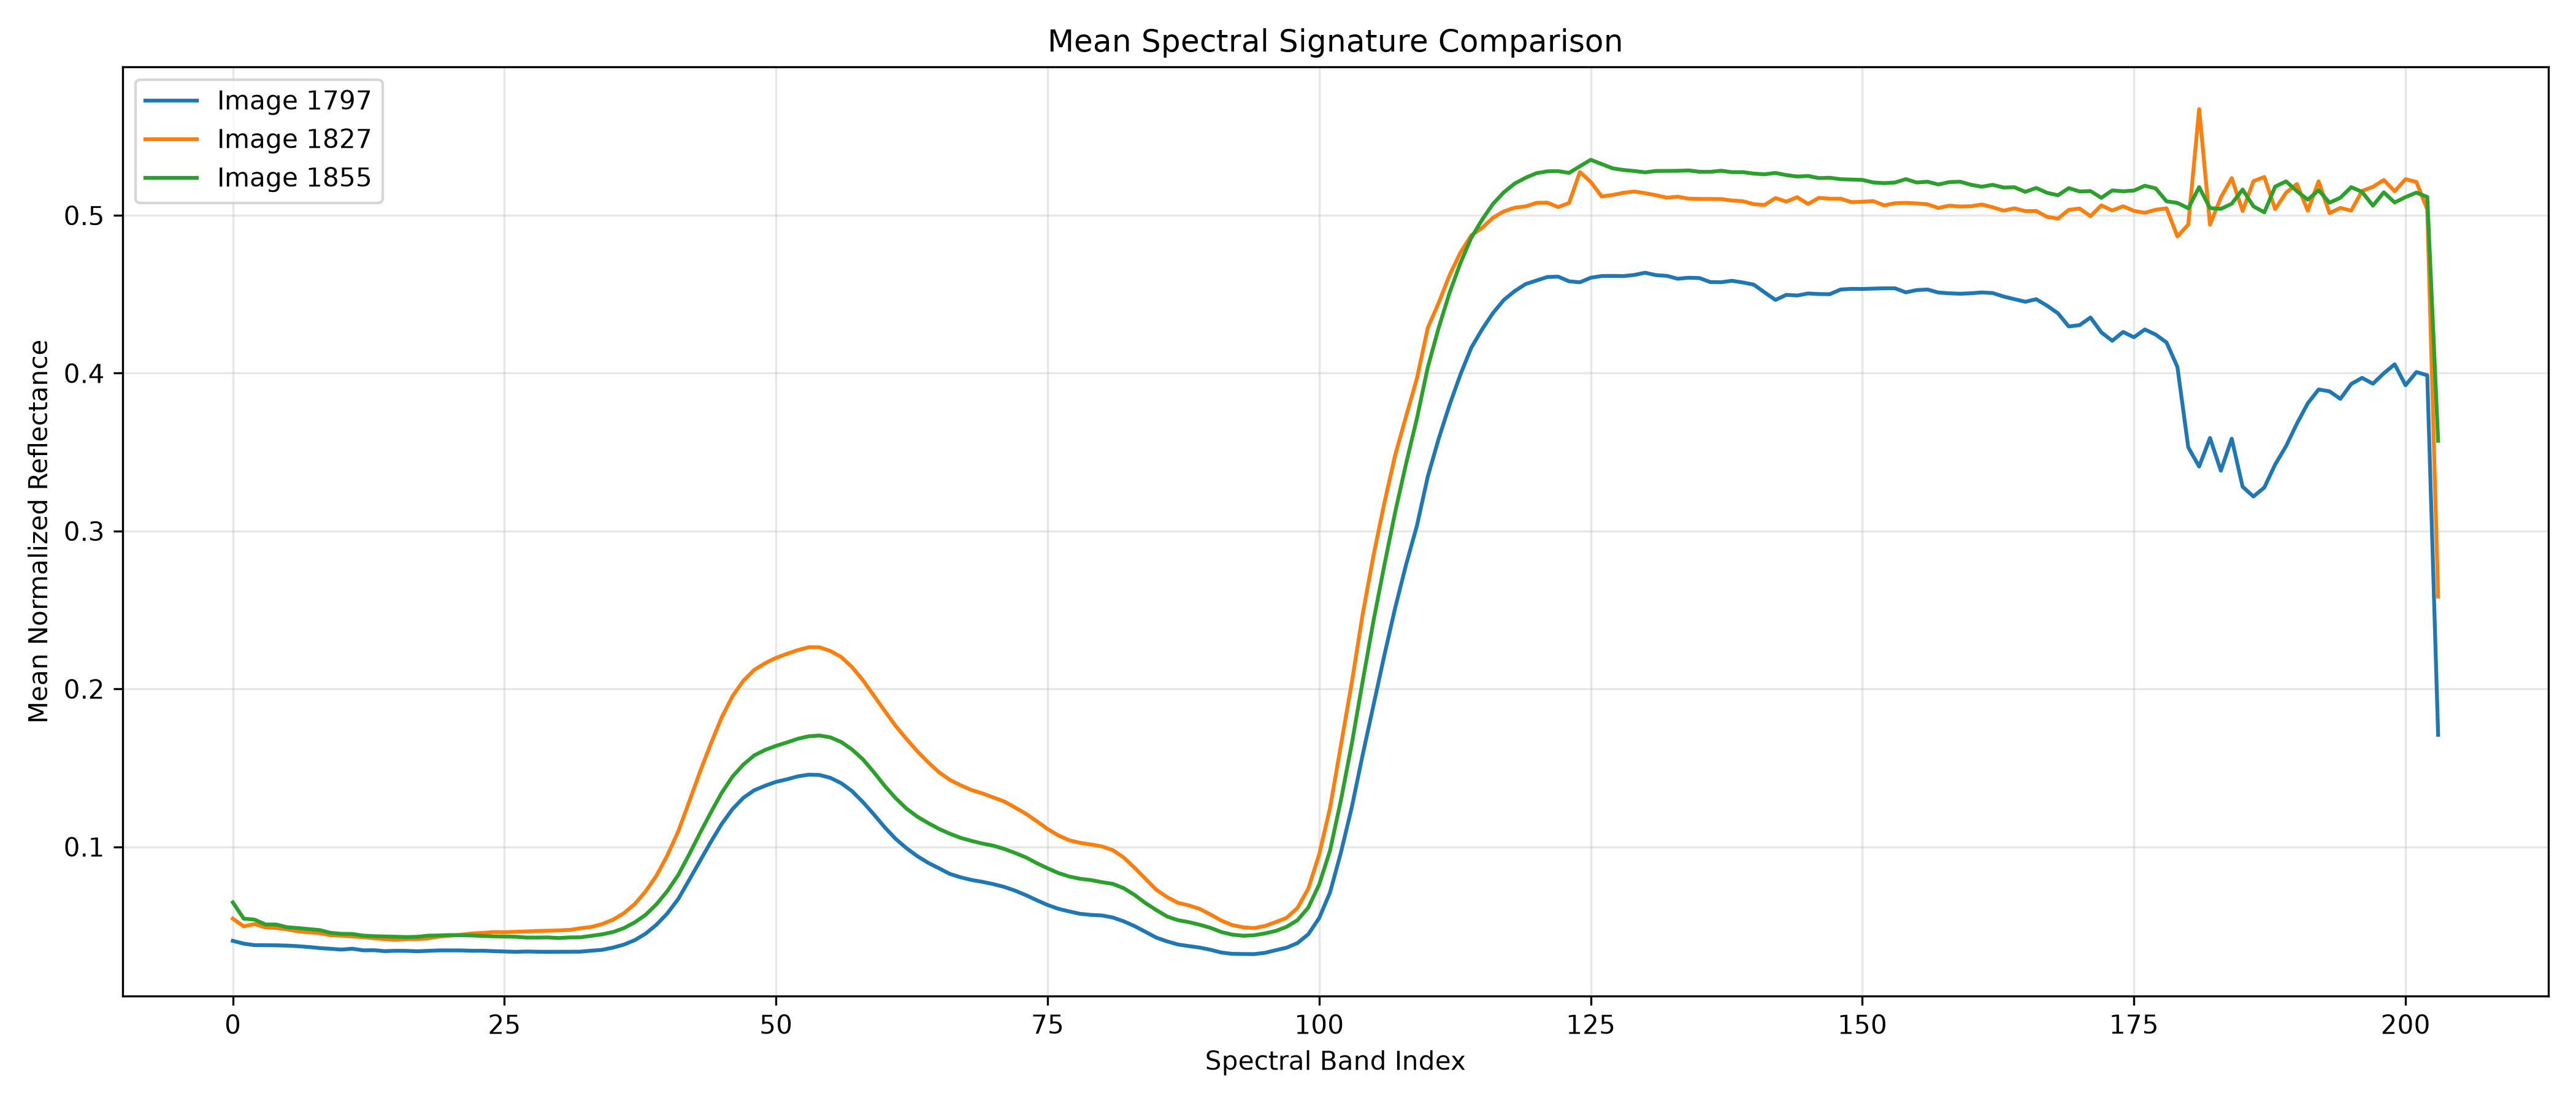 Mean Spectral Signature Comparison
Image 1797
Image 1827
Image 1855
Mean Normalized Reflectance
0.5
0.4
0.3
0.2
0.1
0 25 50 75 100 125 150 175 200
Spectral Band Index